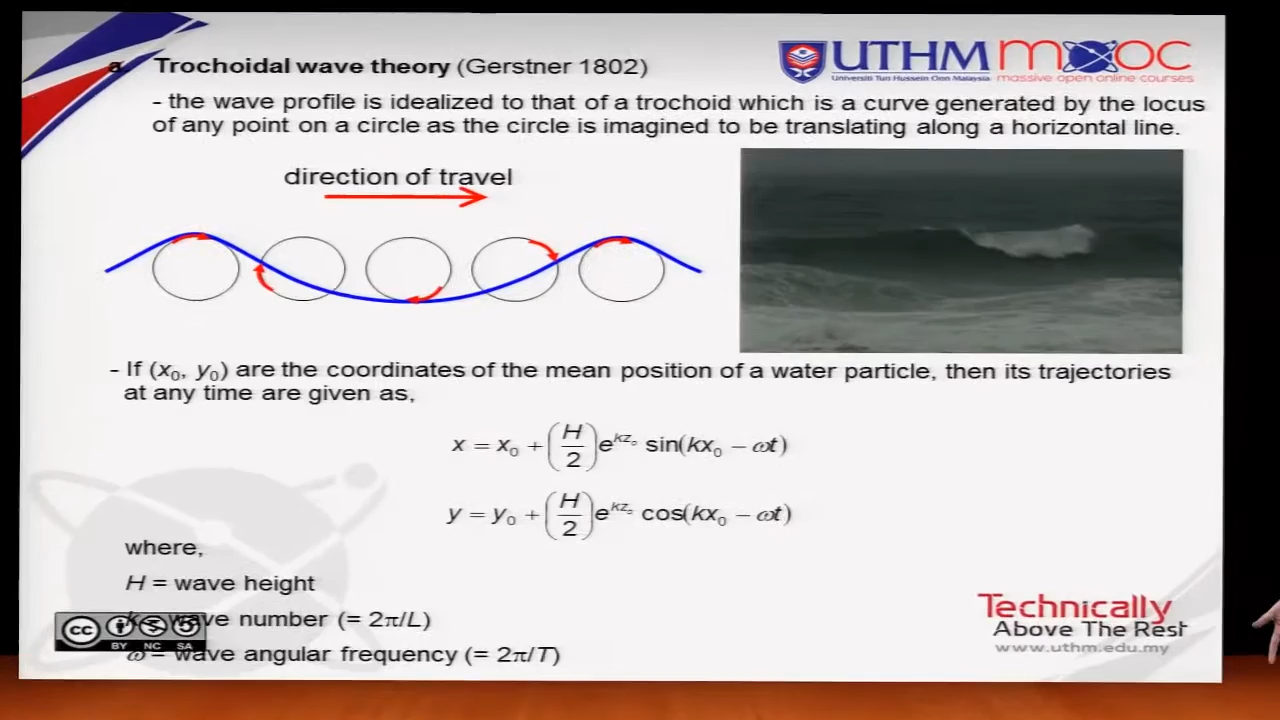 a. Trochoidal wave theory (Gerstner 1802)
UTHM mooc
Universiti Tun Hussein Onn Malaysia massive open online courses
- the wave profile is idealized to that of a trochoid which is a curve generated by the locus
of any point on a circle as the circle is imagined to be translating along a horizontal line.
direction of travel
- If (x₀, y₀) are the coordinates of the mean position of a water particle, then its trajectories
at any time are given as,
x = x₀ + (H/2) e^(kz₀) sin(kx₀ − ωt)
y = y₀ + (H/2) e^(kz₀) cos(kx₀ − ωt)
where,
H = wave height
k = wave number (= 2π/L)
ω = wave angular frequency (= 2π/T)
cc
BY NC SA
Technically
Above The Rest
www.uthm.edu.my